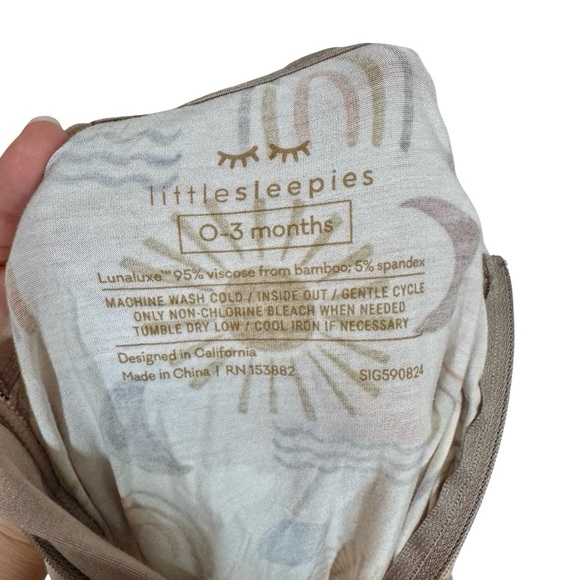 littlesleepies
0-3 months
Lunaluxe™ 95% viscose from bamboo; 5% spandex
MACHINE WASH COLD / INSIDE OUT / GENTLE CYCLE
ONLY NON-CHLORINE BLEACH WHEN NEEDED
TUMBLE DRY LOW / COOL IRON IF NECESSARY
Designed in California
Made in China | RN 153882 SIG590824